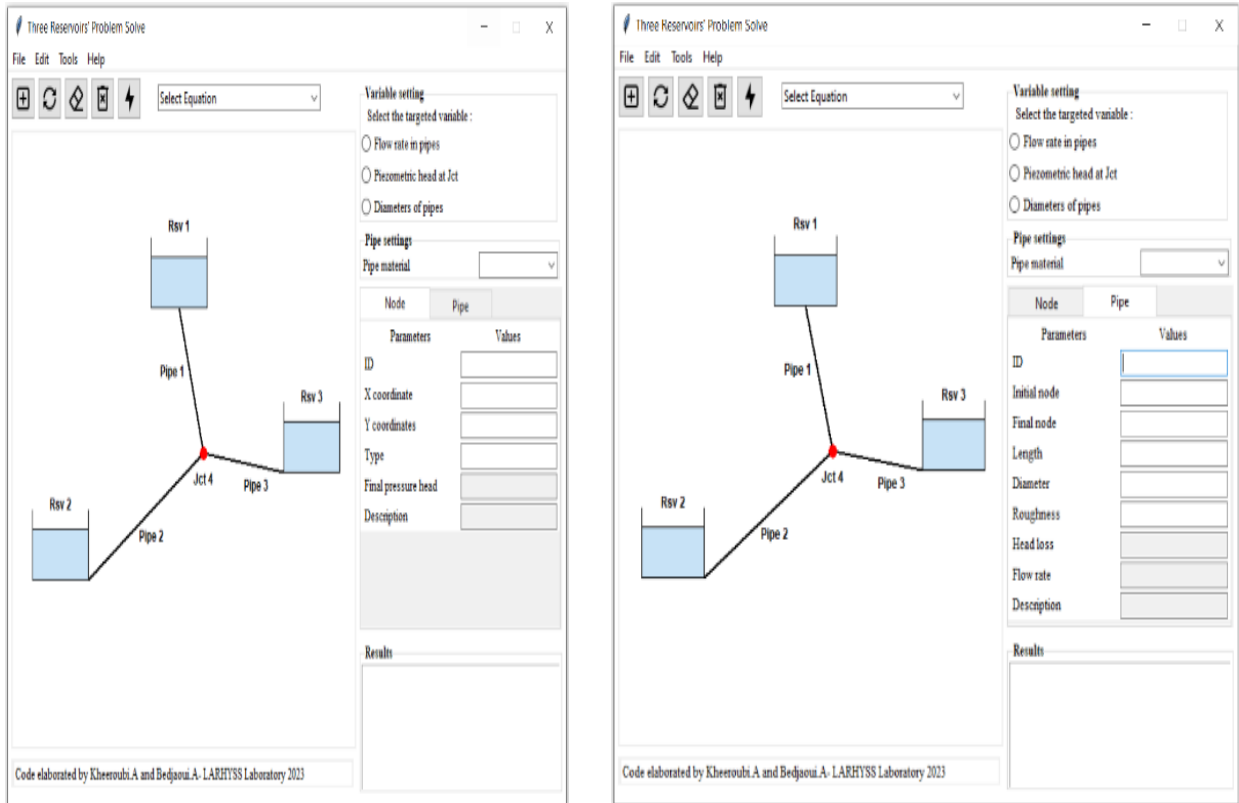 Three Reservoirs' Problem Solve
File Edit Tools Help
Select Equation
Variable setting
Select the targeted variable :
Flow rate in pipes
Piezometric head at Jct
Diameters of pipes
Pipe settings
Pipe material
Node Pipe
Parameters Values
ID
X coordinate
Y coordinates
Type
Final pressure head
Description
Results
Rsv 1
Pipe 1
Rsv 3
Jct 4
Pipe 3
Rsv 2
Pipe 2
Code elaborated by Kheeroubi.A and Bedjaoui.A- LARHYSS Laboratory 2023
Three Reservoirs' Problem Solve
File Edit Tools Help
Select Equation
Variable setting
Select the targeted variable :
Flow rate in pipes
Piezometric head at Jct
Diameters of pipes
Pipe settings
Pipe material
Node Pipe
Parameters Values
ID
Initial node
Final node
Length
Diameter
Roughness
Head loss
Flow rate
Description
Results
Rsv 1
Pipe 1
Rsv 3
Jct 4
Pipe 3
Rsv 2
Pipe 2
Code elaborated by Kheeroubi.A and Bedjaoui.A- LARHYSS Laboratory 2023